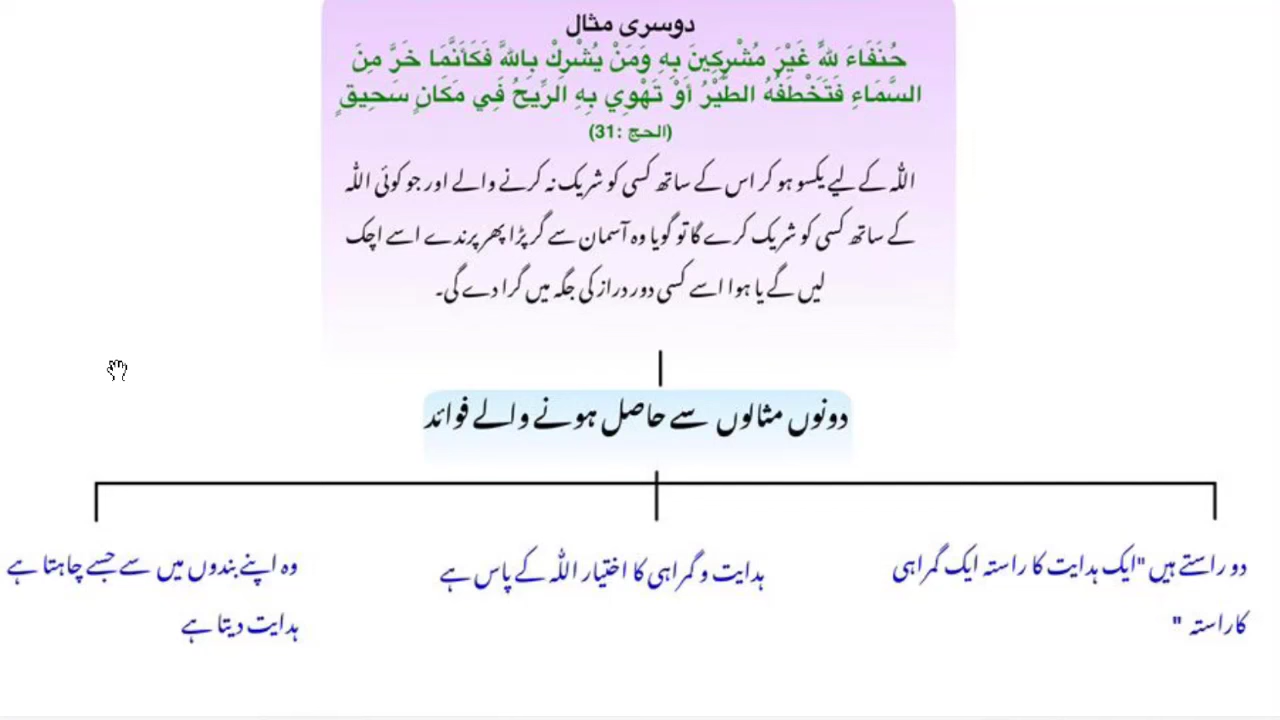 دوسری مثال
حُنَفَاءَ لِلَّهِ غَيْرَ مُشْرِكِينَ بِهِ وَمَنْ يُشْرِكْ بِاللَّهِ فَكَأَنَّمَا خَرَّ مِنَ
السَّمَاءِ فَتَخْطَفُهُ الطَّيْرُ أَوْ تَهْوِي بِهِ الرِّيحُ فِي مَكَانٍ سَحِيقٍ
(الحج :31)
اللہ کے لیے یکسو ہو کر اس کے ساتھ کسی کو شریک نہ کرنے والے اور جو کوئی اللہ
کے ساتھ کسی کو شریک کرے گا تو گویا وہ آسمان سے گر پڑا پھر پرندے اسے اچک
لیں گے یا ہوا اسے کسی دور دراز کی جگہ میں گرا دے گی۔
دونوں مثالوں سے حاصل ہونے والے فوائد
دو راستے ہیں "ایک ہدایت کا راستہ ایک گمراہی
کا راستہ "
ہدایت و گمراہی کا اختیار اللہ کے پاس ہے
وہ اپنے بندوں میں سے جسے چاہتا ہے
ہدایت دیتا ہے